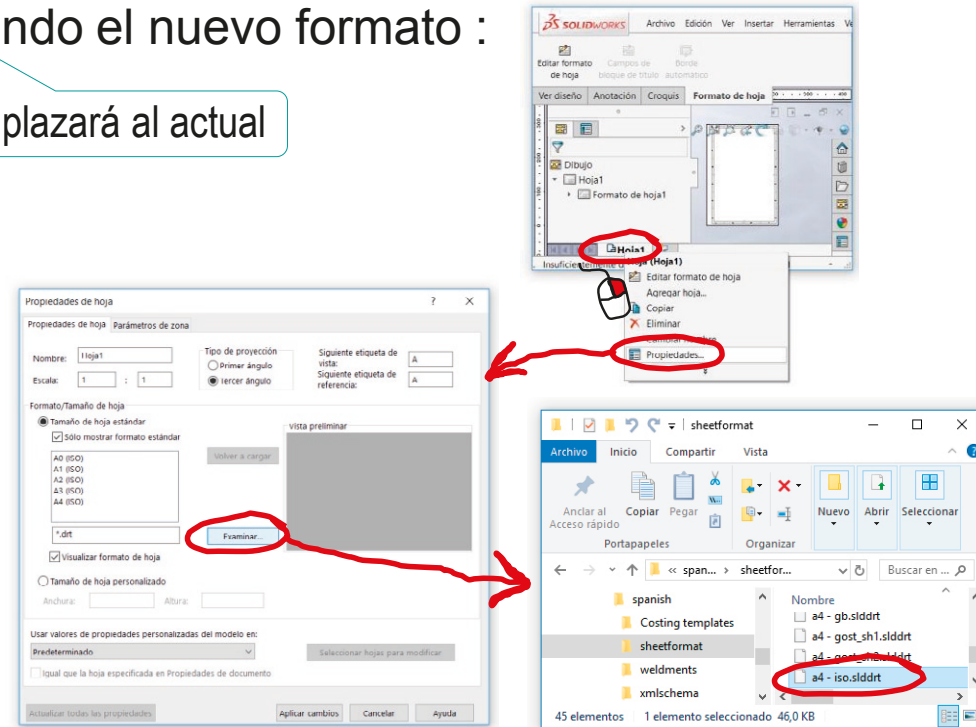 ndo el nuevo formato :
plazará al actual
SOLIDWORKS Archivo Edición Ver Insertar Herramientas Ve
Editar formato de hoja
Campos de bloque de título
Borde automático
Ver diseño Anotación Croquis Formato de hoja
Dibujo
Hoja1
Formato de hoja1
Hoja1
Insuficientemente d
(Hoja1)
Editar formato de hoja
Agregar hoja...
Copiar
Eliminar
Propiedades...
Propiedades de hoja ? X
Propiedades de hoja Parámetros de zona
Nombre: Hoja1
Tipo de proyección
Primer ángulo
Tercer ángulo
Siguiente etiqueta de vista: A
Siguiente etiqueta de referencia: A
Escala: 1 : 1
Formato/Tamaño de hoja
Tamaño de hoja estándar
Sólo mostrar formato estándar
A0 (ISO)
A1 (ISO)
A2 (ISO)
A3 (ISO)
A4 (ISO)
Volver a cargar
vista preliminar
*.drt
Examinar...
Visualizar formato de hoja
Tamaño de hoja personalizado
Anchura: Altura:
Usar valores de propiedades personalizadas del modelo en:
Predeterminado
Seleccionar hojas para modificar
Igual que la hoja especificada en Propiedades de documento
Actualizar todas las propiedades
Aplicar cambios Cancelar Ayuda
sheetformat
Archivo Inicio Compartir Vista
Anclar al Acceso rápido
Copiar Pegar
Nuevo Abrir Seleccionar
Portapapeles Organizar
« span... > sheetfor... Buscar en ...
spanish
Costing templates
sheetformat
weldments
xmlschema
Nombre
a4 - gb.slddrt
a4 - gost_sh1.slddrt
a4 - gost_sh2.slddrt
a4 - iso.slddrt
45 elementos 1 elemento seleccionado 46,0 KB